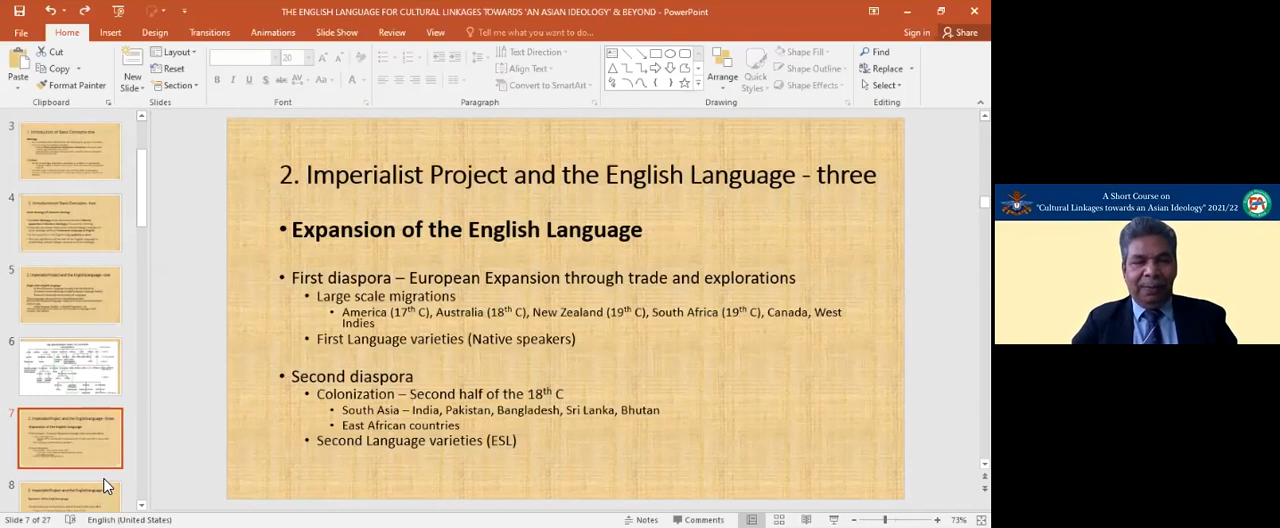 THE ENGLISH LANGUAGE FOR CULTURAL LINKAGES TOWARDS 'AN ASIAN IDEOLOGY' & BEYOND - PowerPoint
File Home Insert Design Transitions Animations Slide Show Review View Tell me what you want to do... Sign in Share
Paste
Cut
Copy
Format Painter
Clipboard
New
Slide
Layout
Reset
Section
Slides
20
Font
Paragraph
Text Direction
Align Text
Convert to SmartArt
Arrange
Quick
Styles
Shape Fill
Shape Outline
Shape Effects
Drawing
Find
Replace
Select
Editing
3
4
5
6
7
8
2. Imperialist Project and the English Language - three
• Expansion of the English Language
• First diaspora – European Expansion through trade and explorations
• Large scale migrations
• America (17th C), Australia (18th C), New Zealand (19th C), South Africa (19th C), Canada, West
Indies
• First Language varieties (Native speakers)
• Second diaspora
• Colonization – Second half of the 18th C
• South Asia – India, Pakistan, Bangladesh, Sri Lanka, Bhutan
• East African countries
• Second Language varieties (ESL)
A Short Course on
"Cultural Linkages towards an Asian Ideology" 2021/22
Slide 7 of 27 English (United States) Notes Comments 73%